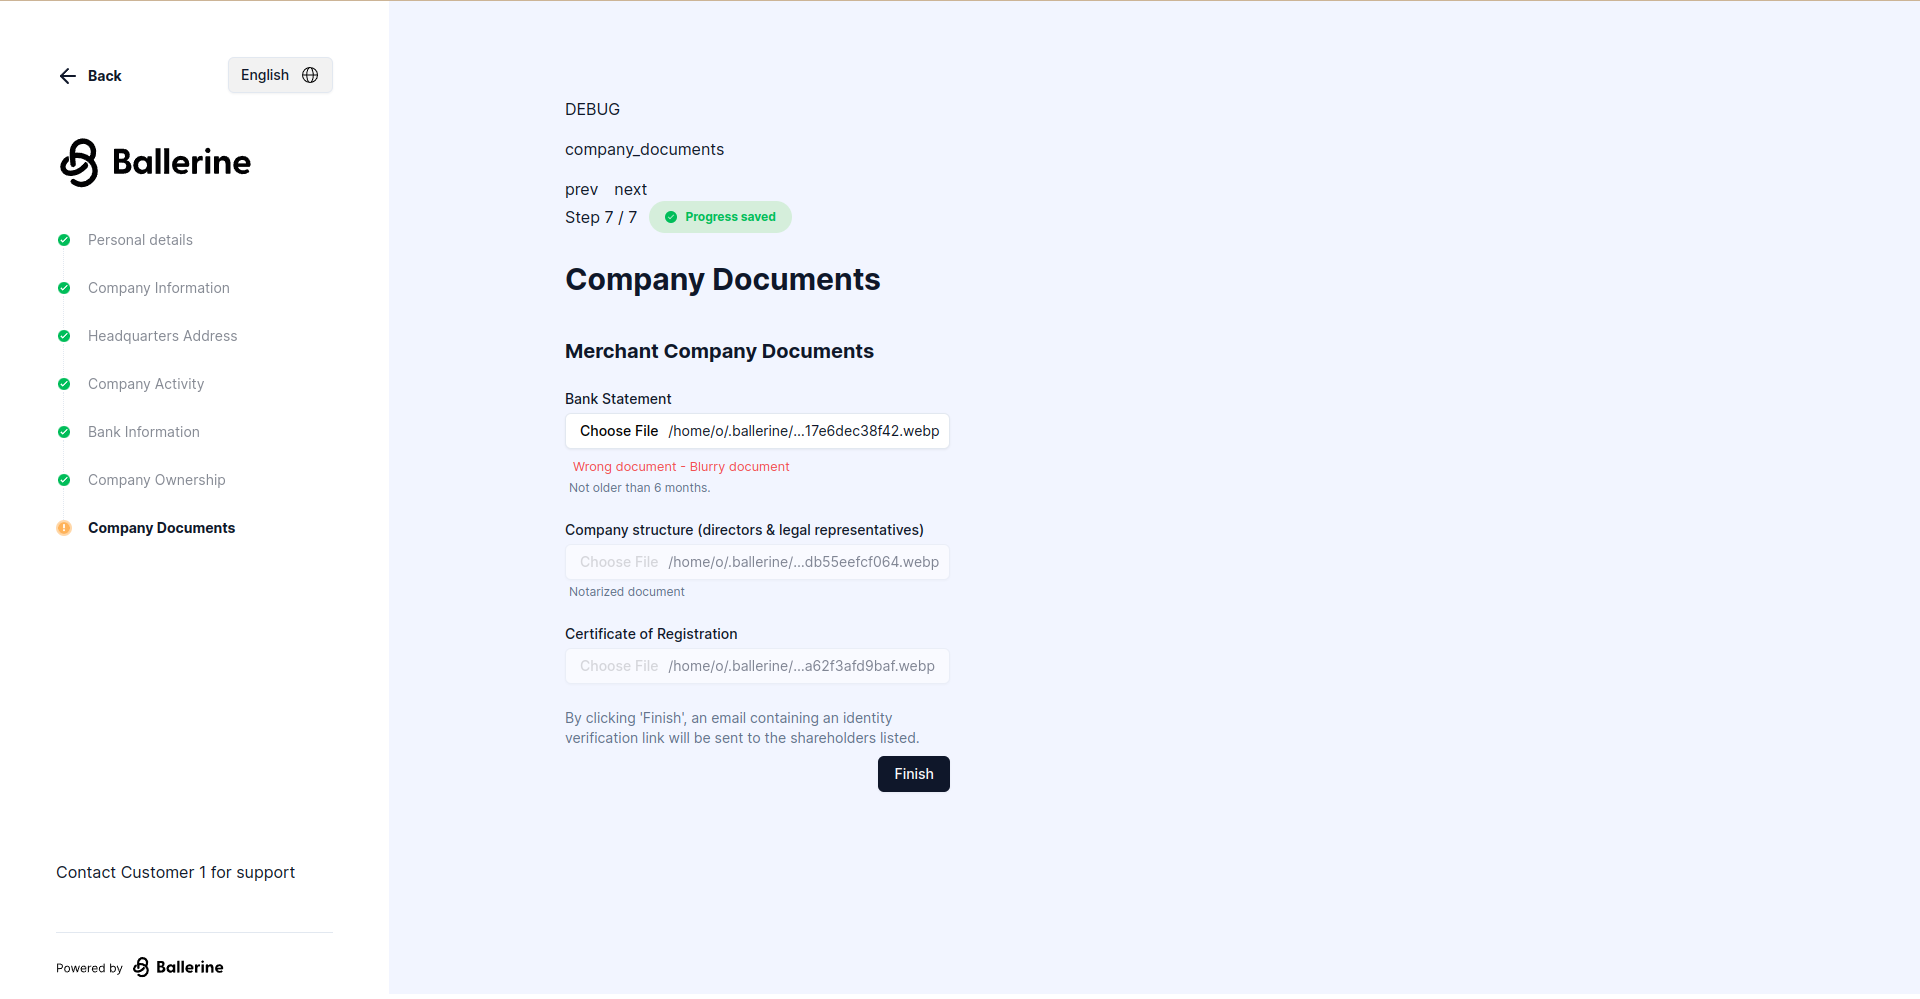 Back
English
Ballerine
Personal details
Company Information
Headquarters Address
Company Activity
Bank Information
Company Ownership
Company Documents
Contact Customer 1 for support
Powered by Ballerine
DEBUG
company_documents
prev next
Step 7 / 7 Progress saved
Company Documents
Merchant Company Documents
Bank Statement
Choose File /home/o/.ballerine/...17e6dec38f42.webp
Wrong document - Blurry document
Not older than 6 months.
Company structure (directors & legal representatives)
Choose File /home/o/.ballerine/...db55eefcf064.webp
Notarized document
Certificate of Registration
Choose File /home/o/.ballerine/...a62f3afd9baf.webp
By clicking 'Finish', an email containing an identity
verification link will be sent to the shareholders listed.
Finish